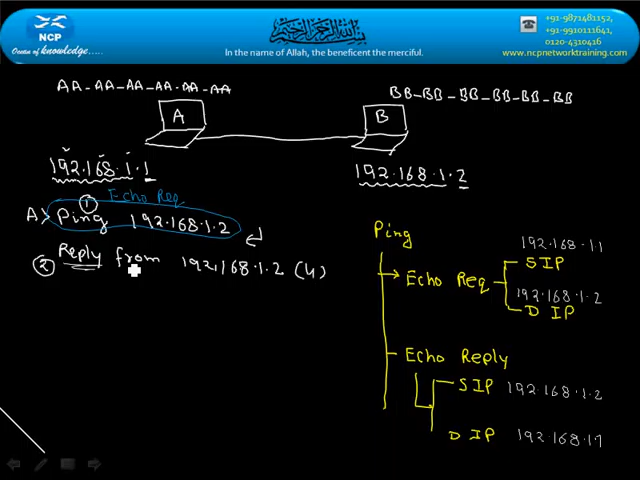 NCP
Ocean of knowledge......
بسم الله الرحمن الرحيم
In the name of Allah, the beneficent the merciful.
+91-9871481152,
+91-9910111641,
0120-4310416
www.ncpnetworktraining.com
AA-AA-AA-AA-AA-AA
BB-BB-BB-BB-BB-BB
A
B
192.168.1.1
192.168.1.2
① Echo Req
A> Ping 192.168.1.2
② Reply from 192.168.1.2 (4)
Ping
192.168.1.1
SIP
Echo Req
192.168.1.2
D IP
Echo Reply
SIP 192.168.1.2
D IP 192.168.1.1